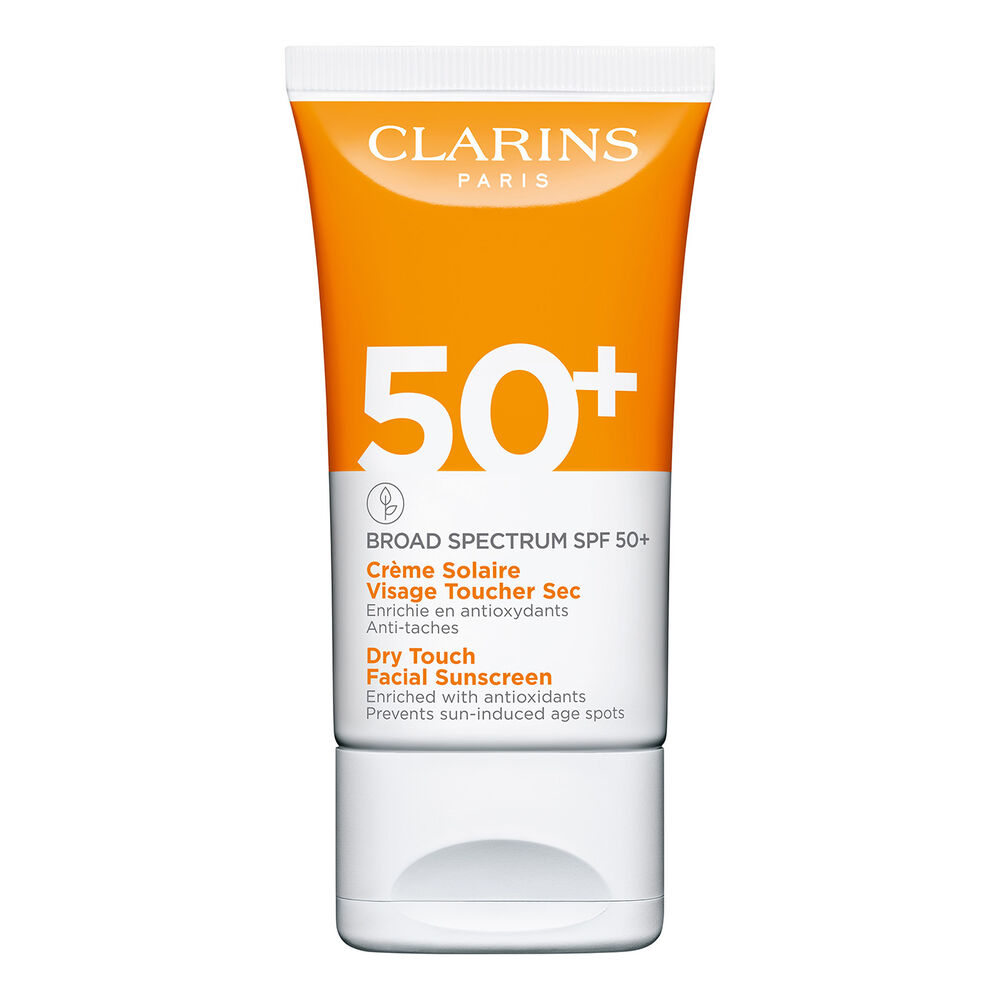 CLARINS
PARIS
50+
BROAD SPECTRUM SPF 50+
Crème Solaire
Visage Toucher Sec
Enrichie en antioxydants
Anti-taches
Dry Touch
Facial Sunscreen
Enriched with antioxidants
Prevents sun-induced age spots